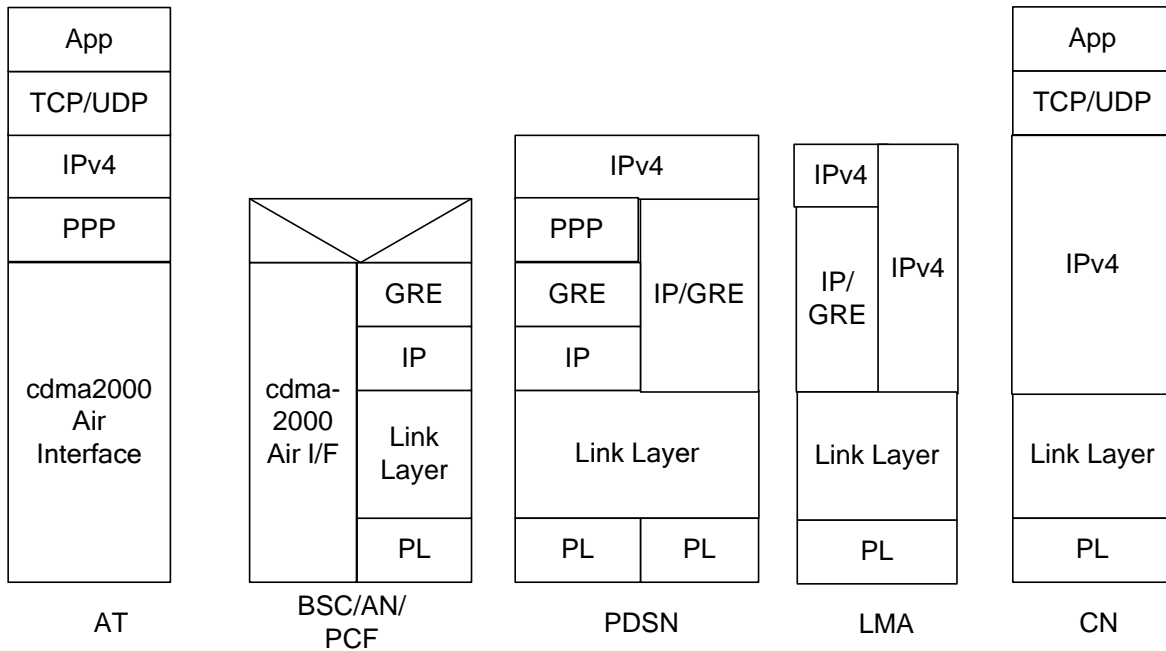 App
TCP/UDP
IPv4
PPP
cdma2000
Air
Interface
AT
cdma-
2000
Air I/F
GRE
IP
Link
Layer
PL
BSC/AN/
PCF
IPv4
PPP
GRE
IP
IP/GRE
Link Layer
PL
PL
PDSN
IPv4
IP/
GRE
IPv4
Link Layer
PL
LMA
App
TCP/UDP
IPv4
Link Layer
PL
CN